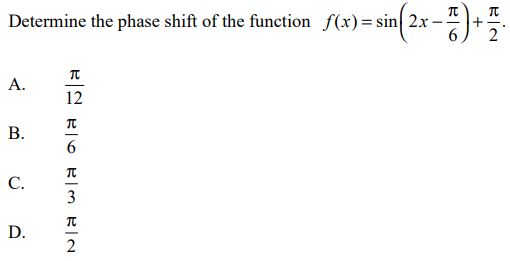 Determine the phase shift of the function f(x) = sin(2x − π/6) + π/2.
A. π/12
B. π/6
C. π/3
D. π/2